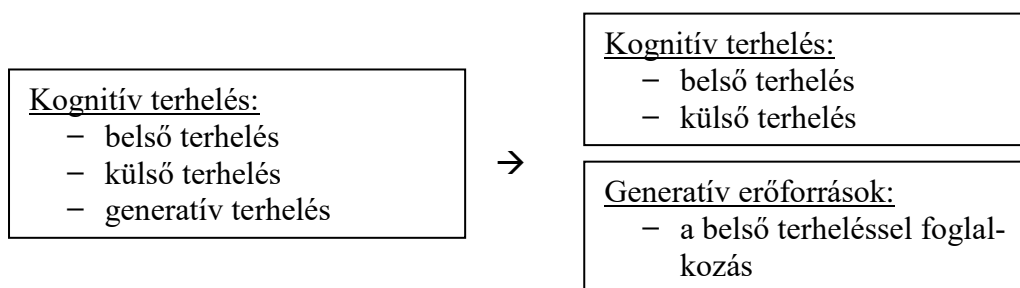 Kognitív terhelés:
− belső terhelés
− külső terhelés
− generatív terhelés
→
Kognitív terhelés:
− belső terhelés
− külső terhelés
Generatív erőforrások:
− a belső terheléssel foglal-
kozás